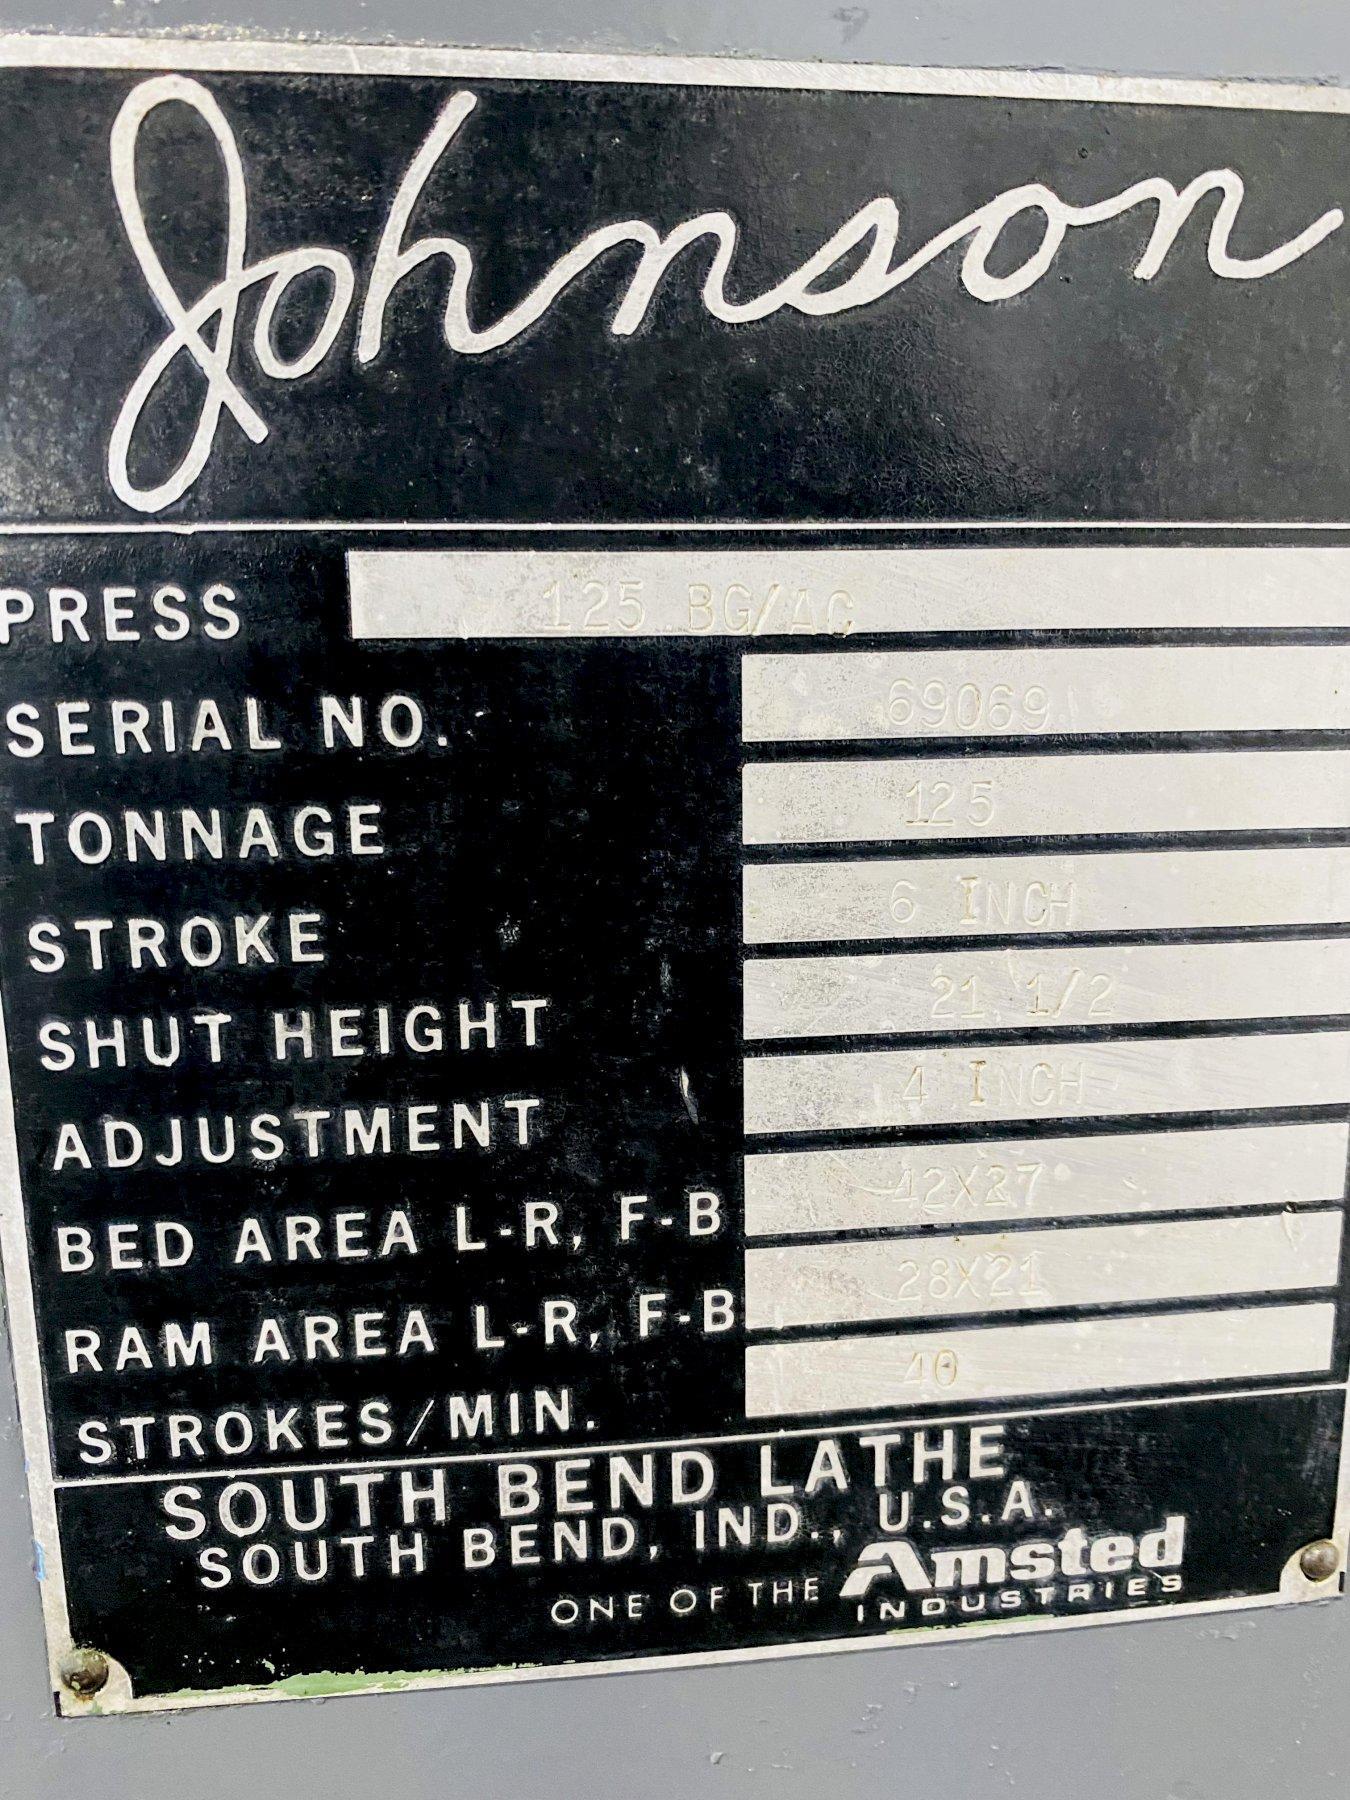 Johnson
PRESS 125 BG/AC
SERIAL NO. 69069
TONNAGE 125
STROKE 6 INCH
SHUT HEIGHT 21 1/2
ADJUSTMENT 4 INCH
BED AREA L-R, F-B 42X27
RAM AREA L-R, F-B 28X21
STROKES/MIN. 40
SOUTH BEND LATHE
SOUTH BEND, IND., U.S.A.
ONE OF THE Amsted
INDUSTRIES